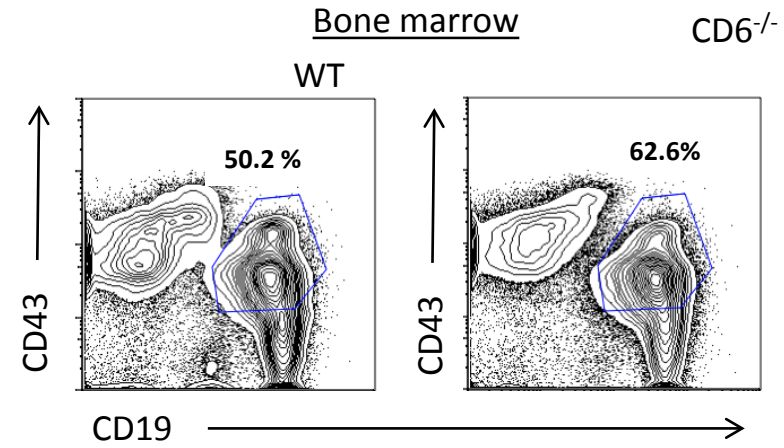 Bone marrow
CD6-/-
WT
50.2 %
62.6%
CD43
CD43
CD19